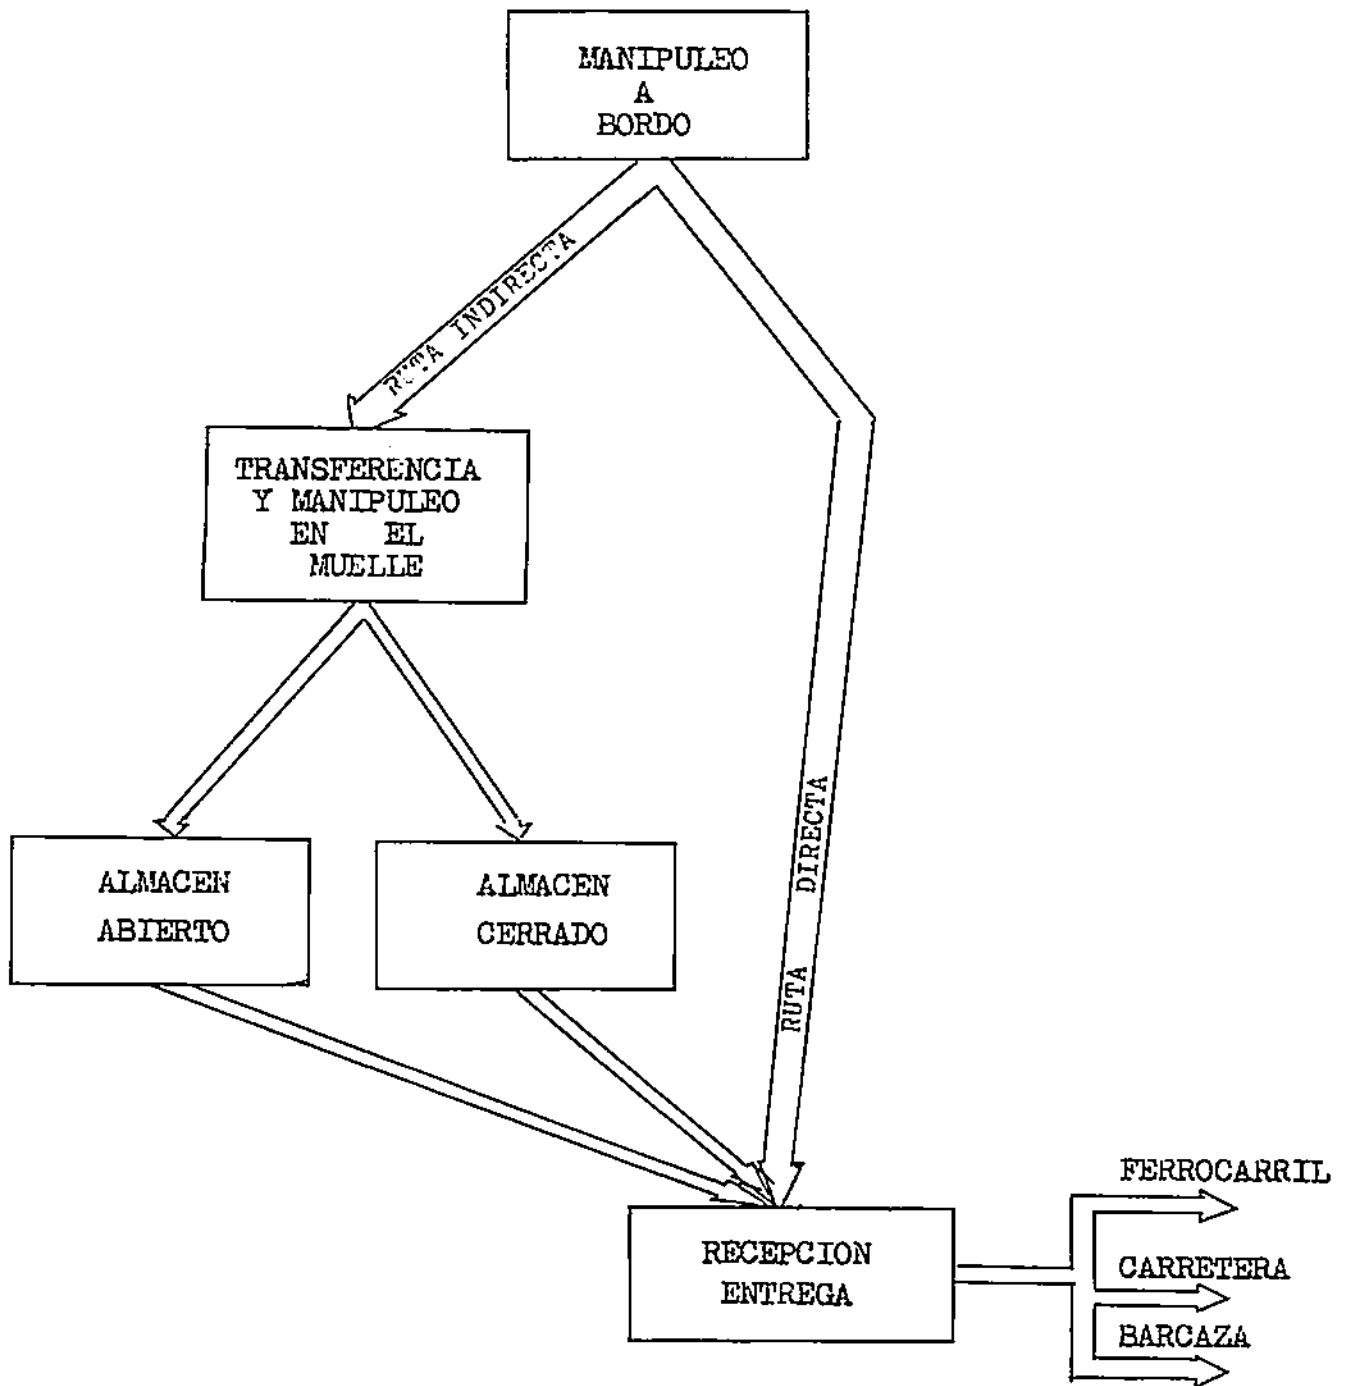 MANIPULEO
A
BORDO
RUTA INDIRECTA
TRANSFERENCIA
Y MANIPULEO
EN EL
MUELLE
ALMACEN
ABIERTO
ALMACEN
CERRADO
RUTA DIRECTA
RECEPCION
ENTREGA
FERROCARRIL
CARRETERA
BARCAZA